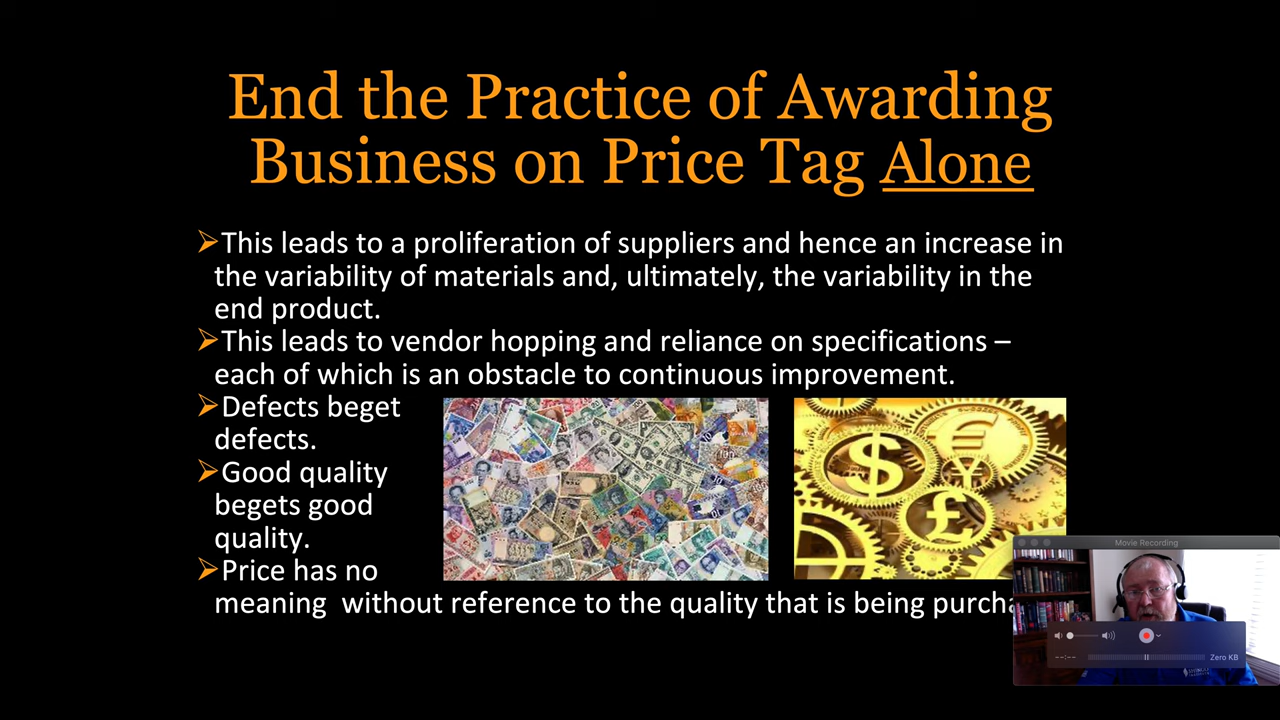 End the Practice of Awarding
Business on Price Tag Alone
➢This leads to a proliferation of suppliers and hence an increase in
the variability of materials and, ultimately, the variability in the
end product.
➢This leads to vendor hopping and reliance on specifications –
each of which is an obstacle to continuous improvement.
➢Defects beget
defects.
➢Good quality
begets good
quality.
➢Price has no
meaning without reference to the quality that is being purcha
$
€
¥
£
Movie Recording
--:--
Zero KB